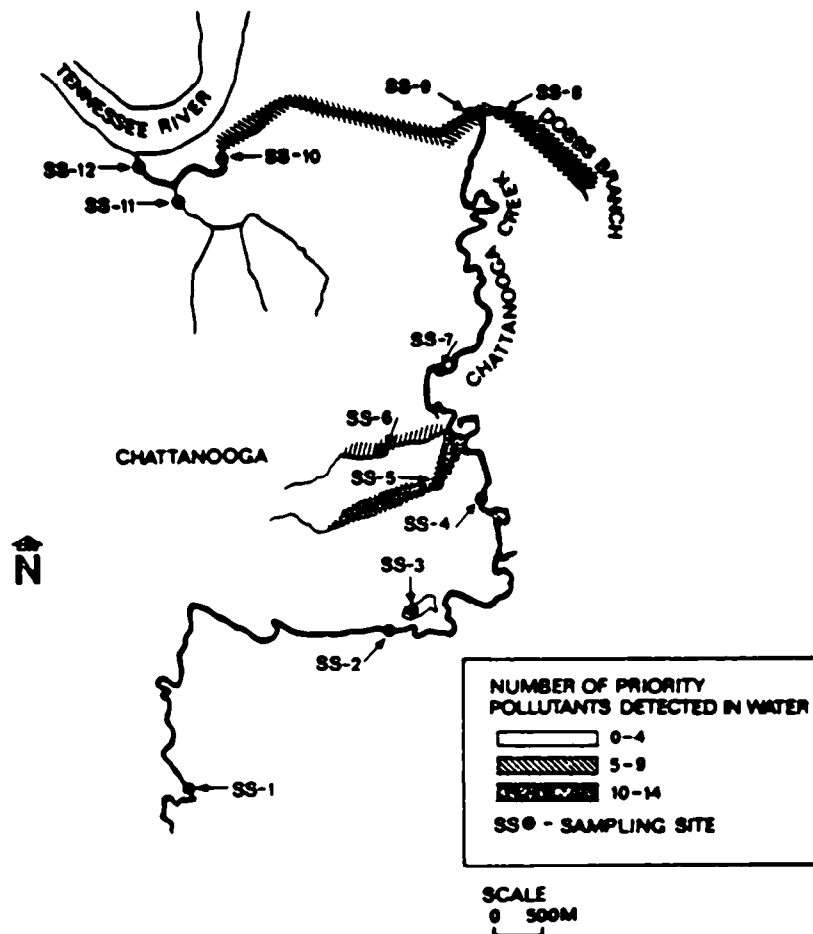 TENNESSEE RIVER
SS-9
SS-8
DOBBS BRANCH
SS-12
SS-10
SS-11
CHATTANOOGA CREEK
SS-7
SS-6
CHATTANOOGA
SS-5
SS-4
N
SS-3
SS-2
SS-1
NUMBER OF PRIORITY
POLLUTANTS DETECTED IN WATER
0-4
5-9
10-14
SS - SAMPLING SITE
SCALE
0 500M